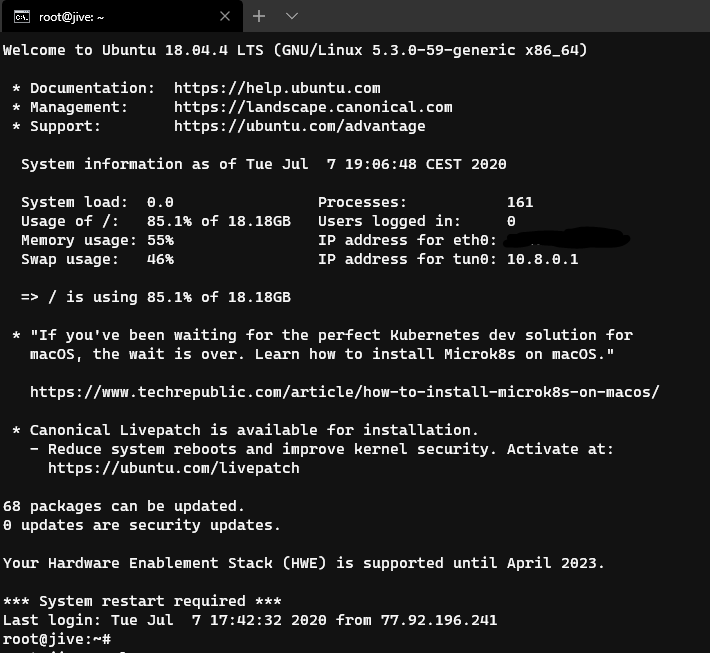 root@jive: ~
Welcome to Ubuntu 18.04.4 LTS (GNU/Linux 5.3.0-59-generic x86_64)
* Documentation:  https://help.ubuntu.com
* Management:     https://landscape.canonical.com
* Support:        https://ubuntu.com/advantage
System information as of Tue Jul  7 19:06:48 CEST 2020
System load:  0.0                Processes:           161
Usage of /:   85.1% of 18.18GB   Users logged in:     0
Memory usage: 55%                IP address for eth0:
Swap usage:   46%                IP address for tun0: 10.8.0.1
=> / is using 85.1% of 18.18GB
* "If you've been waiting for the perfect Kubernetes dev solution for
macOS, the wait is over. Learn how to install Microk8s on macOS."
https://www.techrepublic.com/article/how-to-install-microk8s-on-macos/
* Canonical Livepatch is available for installation.
- Reduce system reboots and improve kernel security. Activate at:
https://ubuntu.com/livepatch
68 packages can be updated.
0 updates are security updates.
Your Hardware Enablement Stack (HWE) is supported until April 2023.
*** System restart required ***
Last login: Tue Jul  7 17:42:32 2020 from 77.92.196.241
root@jive:~#